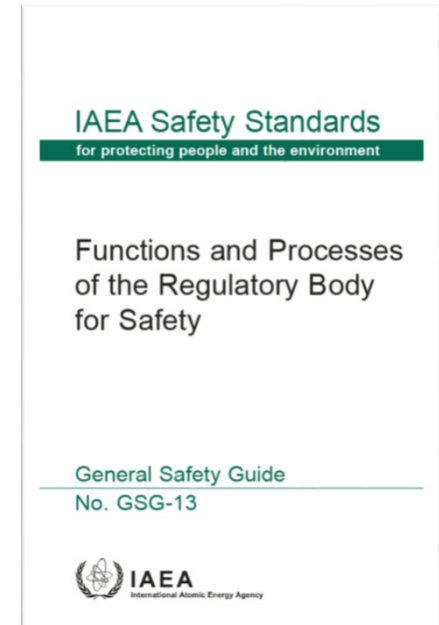 IAEA Safety Standards
for protecting people and the environment
Functions and Processes
of the Regulatory Body
for Safety
General Safety Guide
No. GSG-13
IAEA
International Atomic Energy Agency